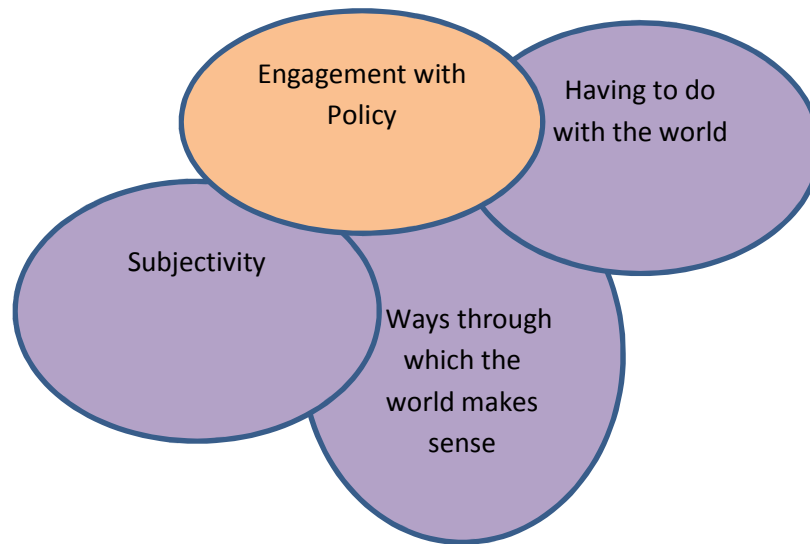 Engagement with
Policy
Having to do
with the world
Subjectivity
Ways through
which the
world makes
sense